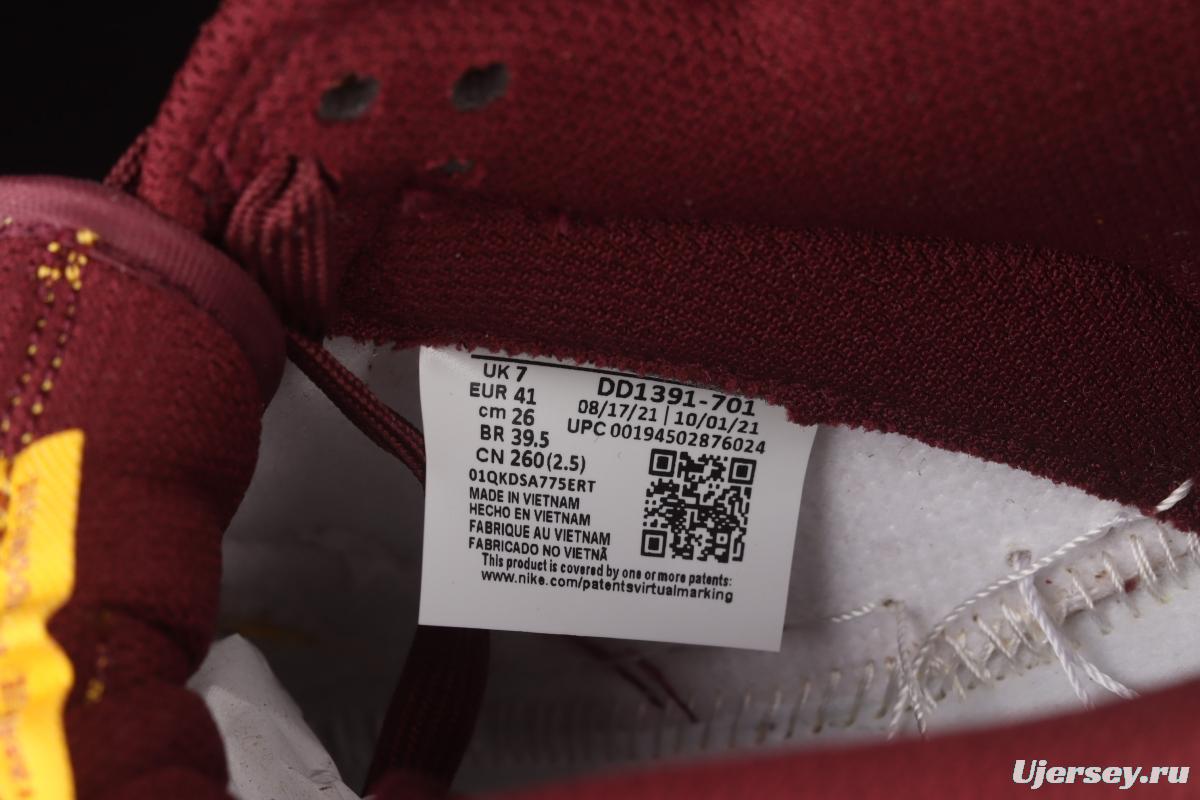 UK 7
EUR 41
cm 26
BR 39.5
CN 260(2.5)
01QKDSA775ERT
MADE IN VIETNAM
HECHO EN VIETNAM
FABRIQUE AU VIETNAM
FABRICADO NO VIETNÃ
DD1391-701
08/17/21 | 10/01/21
UPC 00194502876024
This product is covered by one or more patents:
www.nike.com/patentsvirtualmarking
Ujersey.ru